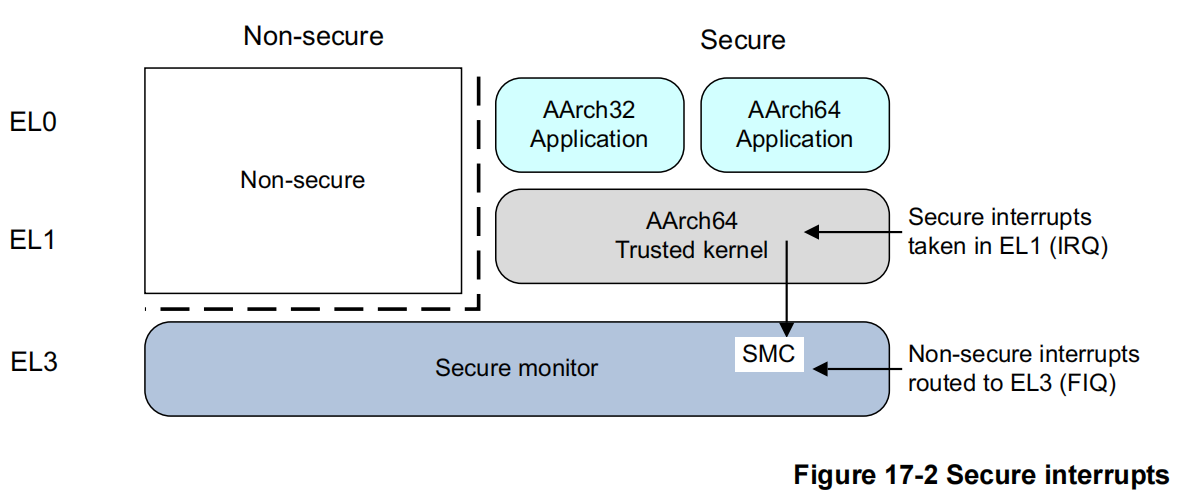 Non-secure
Secure
EL0
Non-secure
AArch32
Application
AArch64
Application
EL1
AArch64
Trusted kernel
Secure interrupts
taken in EL1 (IRQ)
EL3
Secure monitor
SMC
Non-secure interrupts
routed to EL3 (FIQ)
Figure 17-2 Secure interrupts